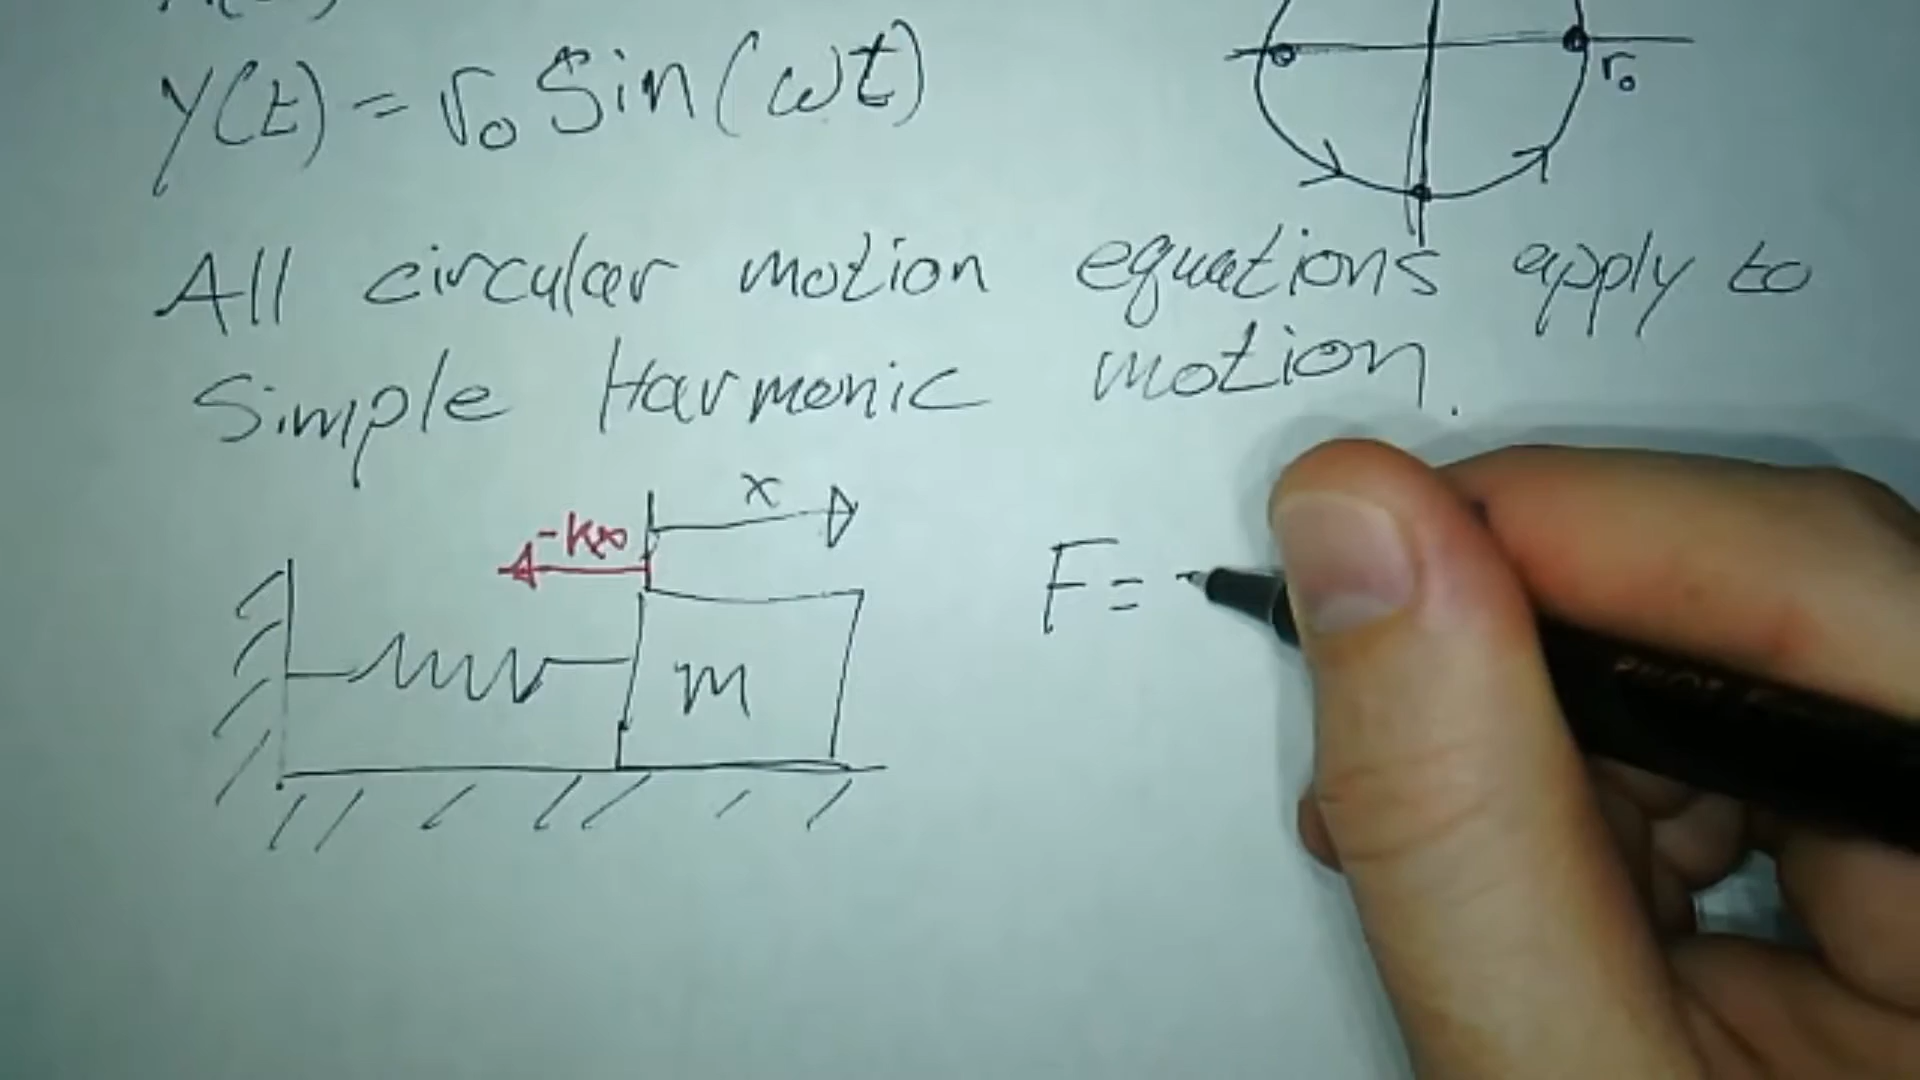 Y(t) = r₀ Sin(ωt)
r₀
All circular motion equations apply to
Simple Harmonic motion.
x
-kx
F =
m